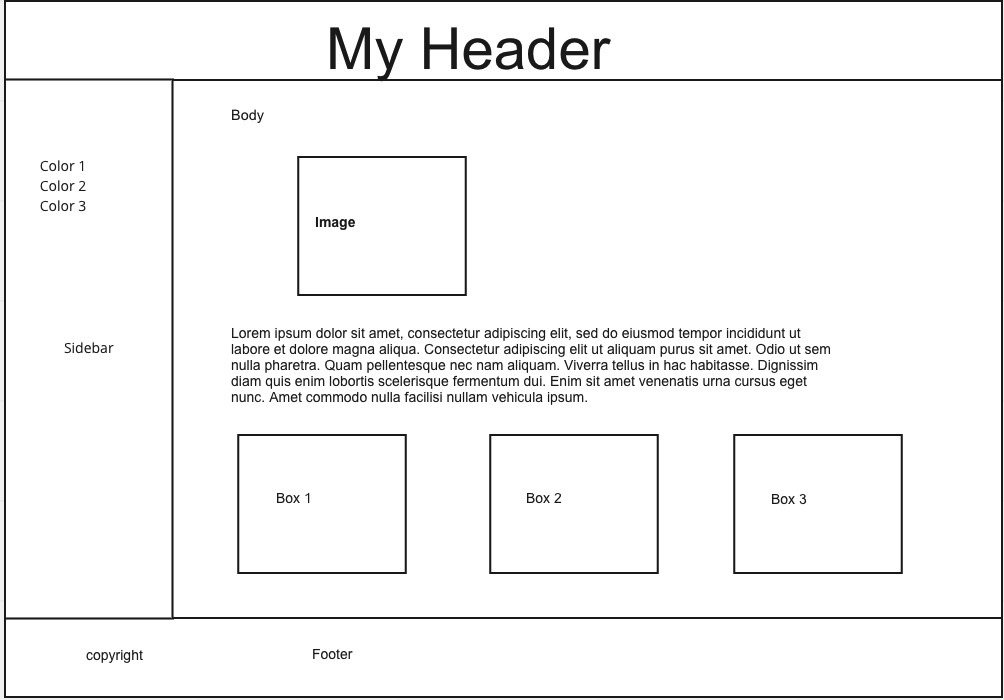 My Header
Color 1
Color 2
Color 3
Sidebar
Body
Image
Lorem ipsum dolor sit amet, consectetur adipiscing elit, sed do eiusmod tempor incididunt ut
labore et dolore magna aliqua. Consectetur adipiscing elit ut aliquam purus sit amet. Odio ut sem
nulla pharetra. Quam pellentesque nec nam aliquam. Viverra tellus in hac habitasse. Dignissim
diam quis enim lobortis scelerisque fermentum dui. Enim sit amet venenatis urna cursus eget
nunc. Amet commodo nulla facilisi nullam vehicula ipsum.
Box 1
Box 2
Box 3
copyright
Footer